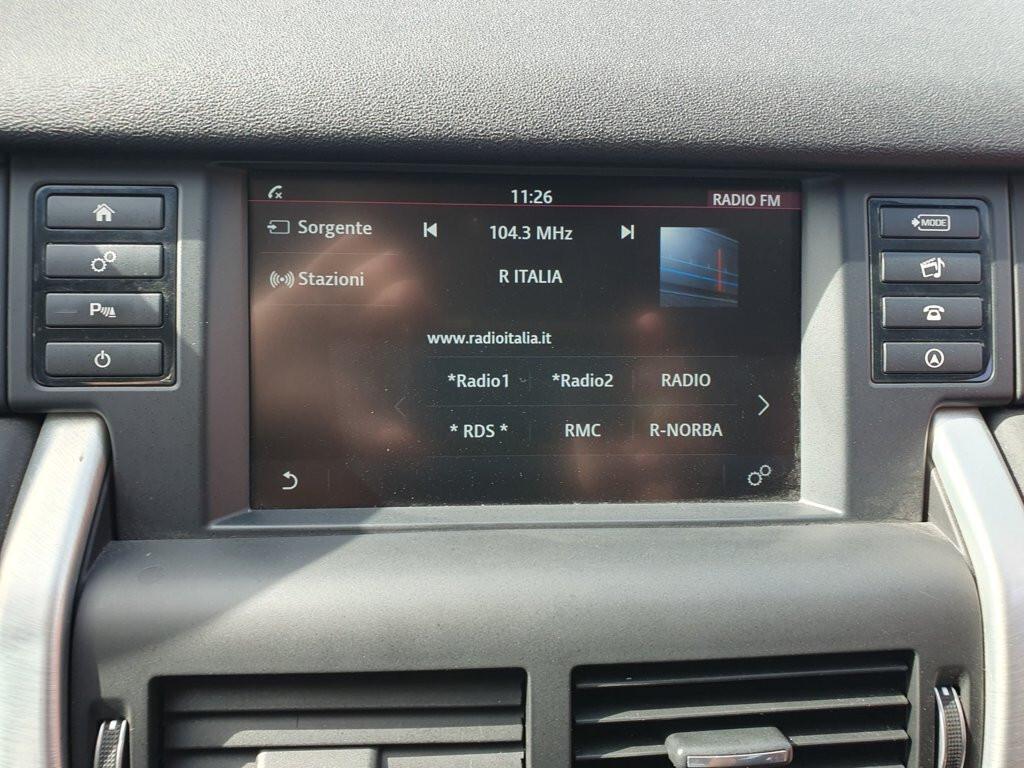 11:26
RADIO FM
Sorgente
104.3 MHz
Stazioni
R ITALIA
www.radioitalia.it
*Radio1 *Radio2 RADIO
* RDS * RMC R-NORBA
P
MODE